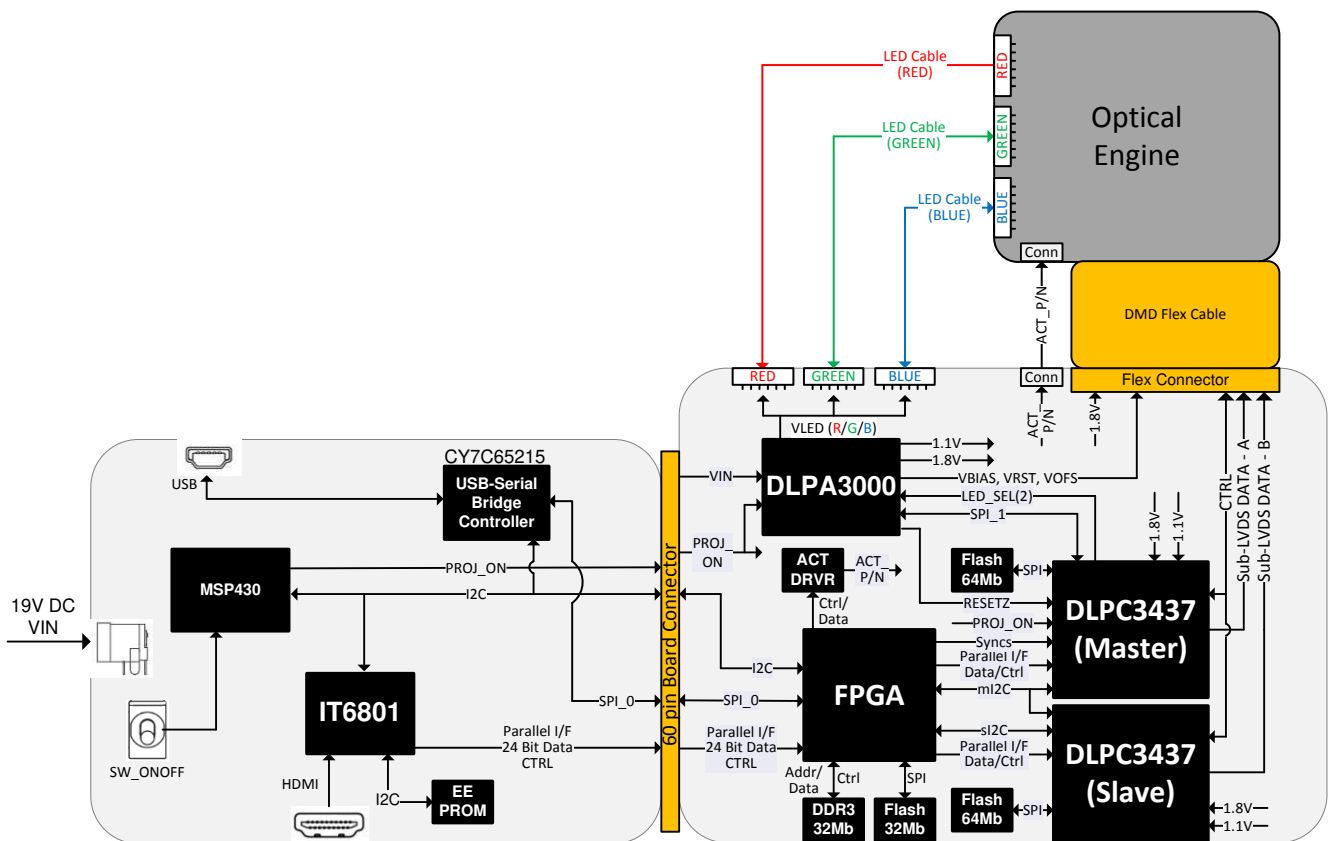 LED Cable
(RED)
RED
LED Cable
(GREEN)
GREEN
LED Cable
(BLUE)
BLUE
Optical
Engine
Conn
ACT_P/N
DMD Flex Cable
RED
GREEN
BLUE
Conn
Flex Connector
VLED (R/G/B)
ACT_
P/N
1.8V
CTRL
Sub-LVDS DATA - A
Sub-LVDS DATA - B
USB
CY7C65215
USB-Serial
Bridge
Controller
VIN
DLPA3000
1.1V
1.8V
VBIAS, VRST, VOFS
LED_SEL(2)
SPI_1
1.8V
1.1V
PROJ_
ON
MSP430
PROJ_ON
I2C
60 pin Board Connector
ACT
DRVR
ACT_
P/N
Flash
64Mb
SPI
RESETZ
PROJ_ON
Syncs
Parallel I/F
Data/Ctrl
mI2C
DLPC3437
(Master)
19V DC
VIN
Ctrl/
Data
I2C
SPI_0
SPI_0
FPGA
sI2C
Parallel I/F
Data/Ctrl
DLPC3437
(Slave)
IT6801
Parallel I/F
24 Bit Data
CTRL
Parallel I/F
24 Bit Data
CTRL
SW_ONOFF
HDMI
I2C
EE
PROM
Addr/
Data
Ctrl
SPI
DDR3
32Mb
Flash
32Mb
Flash
64Mb
SPI
1.8V
1.1V